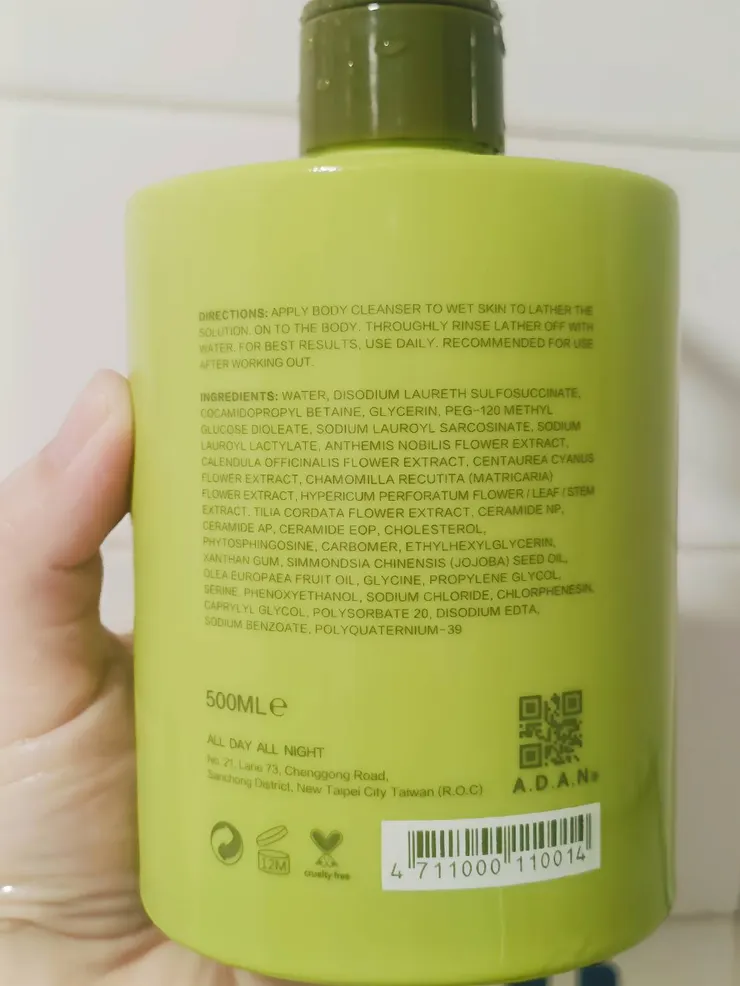 DIRECTIONS: APPLY BODY CLEANSER TO WET SKIN TO LATHER THE
SOLUTION. ON TO THE BODY. THROUGHLY RINSE LATHER OFF WITH
WATER. FOR BEST RESULTS, USE DAILY. RECOMMENDED FOR USE
AFTER WORKING OUT.
INGREDIENTS: WATER, DISODIUM LAURETH SULFOSUCCINATE,
COCAMIDOPROPYL BETAINE, GLYCERIN, PEG-120 METHYL
GLUCOSE DIOLEATE, SODIUM LAUROYL SARCOSINATE, SODIUM
LAUROYL LACTYLATE, ANTHEMIS NOBILIS FLOWER EXTRACT,
CALENDULA OFFICINALIS FLOWER EXTRACT, CENTAUREA CYANUS
FLOWER EXTRACT, CHAMOMILLA RECUTITA (MATRICARIA)
FLOWER EXTRACT, HYPERICUM PERFORATUM FLOWER / LEAF / STEM
EXTRACT, TILIA CORDATA FLOWER EXTRACT, CERAMIDE NP,
CERAMIDE AP, CERAMIDE EOP, CHOLESTEROL,
PHYTOSPHINGOSINE, CARBOMER, ETHYLHEXYLGLYCERIN,
XANTHAN GUM, SIMMONDSIA CHINENSIS (JOJOBA) SEED OIL,
OLEA EUROPAEA FRUIT OIL, GLYCINE, PROPYLENE GLYCOL,
SERINE, PHENOXYETHANOL, SODIUM CHLORIDE, CHLORPHENESIN,
CAPRYLYL GLYCOL, POLYSORBATE 20, DISODIUM EDTA,
SODIUM BENZOATE, POLYQUATERNIUM-39
500ML℮
ALL DAY ALL NIGHT
No. 21, Lane 73, Chenggong Road,
Sanchong District, New Taipei City Taiwan (R.O.C)
A.D.A.N®
12M
cruelty free
4 711000 110014